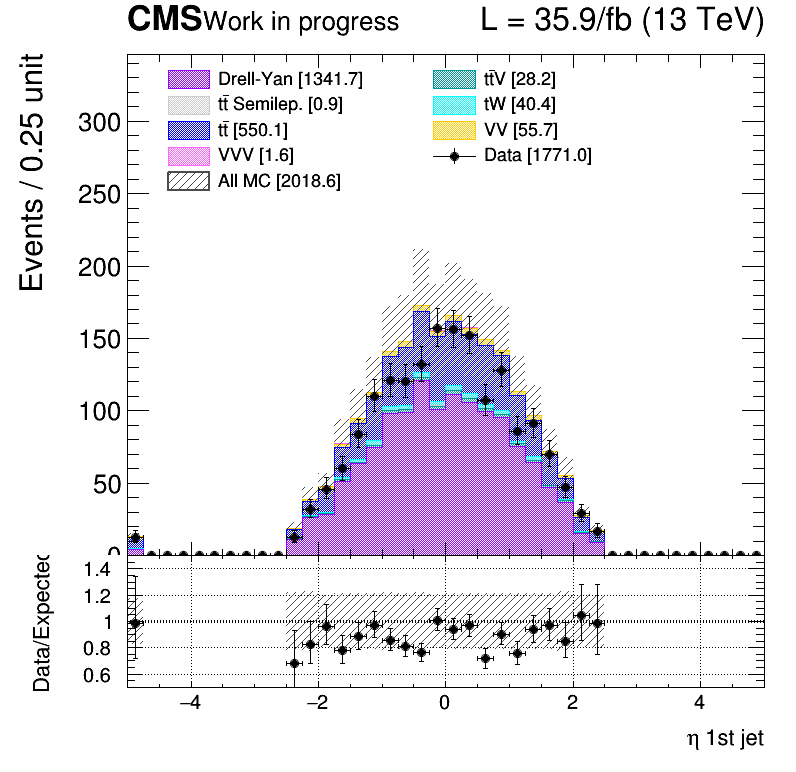 CMS Work in progress L = 35.9/fb (13 TeV)
Events / 0.25 unit
Drell-Yan [1341.7]
tt̄ Semilep. [0.9]
tt̄ [550.1]
VVV [1.6]
All MC [2018.6]
tt̄V [28.2]
tW [40.4]
VV [55.7]
Data [1771.0]
300
250
200
150
100
50
0
Data/Expected
1.4
1.2
1
0.8
0.6
−4 −2 0 2 4
η 1st jet